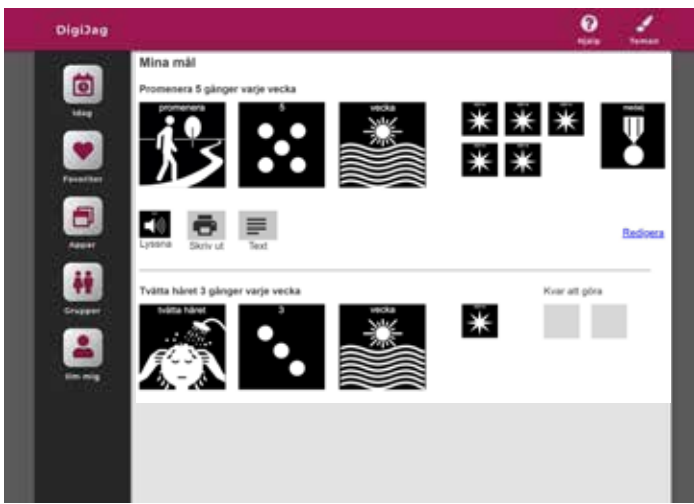 DigiJag
Hjälp
Teman
Idag
Favoriter
Appar
Grupper
Om mig
Mina mål
Promenera 5 gånger varje vecka
promenera
5
vecka
medalj
Lyssna
Skriv ut
Text
Redigera
Tvätta håret 3 gånger varje vecka
Kvar att göra
tvätta håret
3
vecka